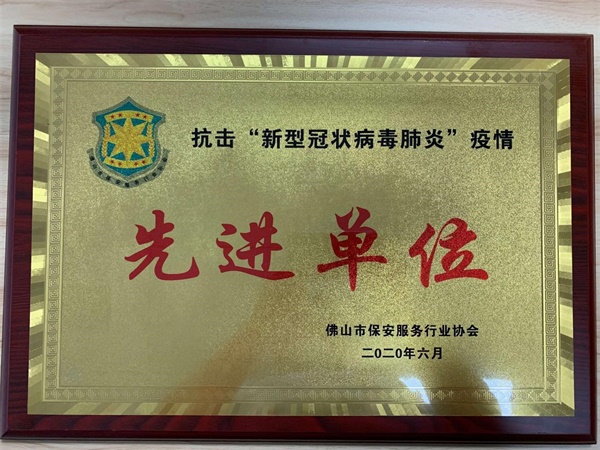 抗击“新型冠状病毒肺炎”疫情
先进单位
佛山市保安服务行业协会
二〇二〇年六月